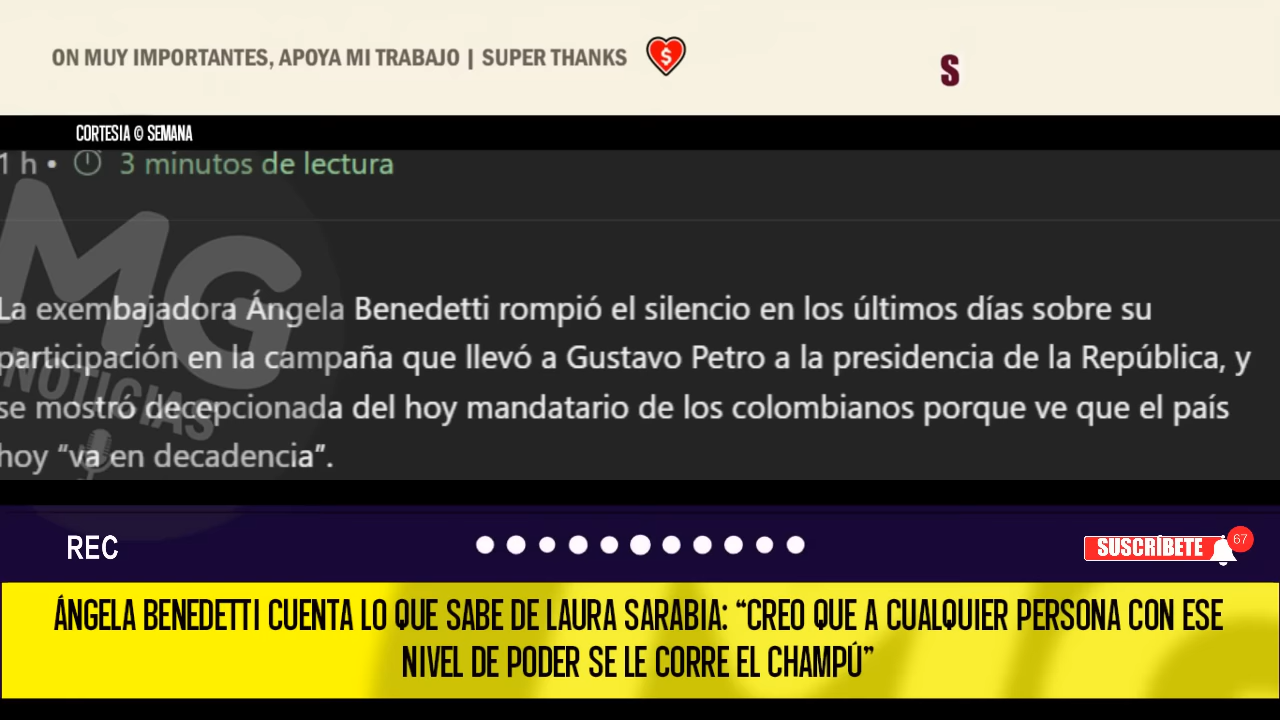 ON MUY IMPORTANTES, APOYA MI TRABAJO | SUPER THANKS
S
CORTESIA © SEMANA
1 h • 3 minutos de lectura
MG
NOTICIAS
La exembajadora Ángela Benedetti rompió el silencio en los últimos días sobre su
participación en la campaña que llevó a Gustavo Petro a la presidencia de la República, y
se mostró decepcionada del hoy mandatario de los colombianos porque ve que el país
hoy “va en decadencia”.
REC
SUSCRÍBETE 67
ÁNGELA BENEDETTI CUENTA LO QUE SABE DE LAURA SARABIA: “CREO QUE A CUALQUIER PERSONA CON ESE
NIVEL DE PODER SE LE CORRE EL CHAMPÚ”